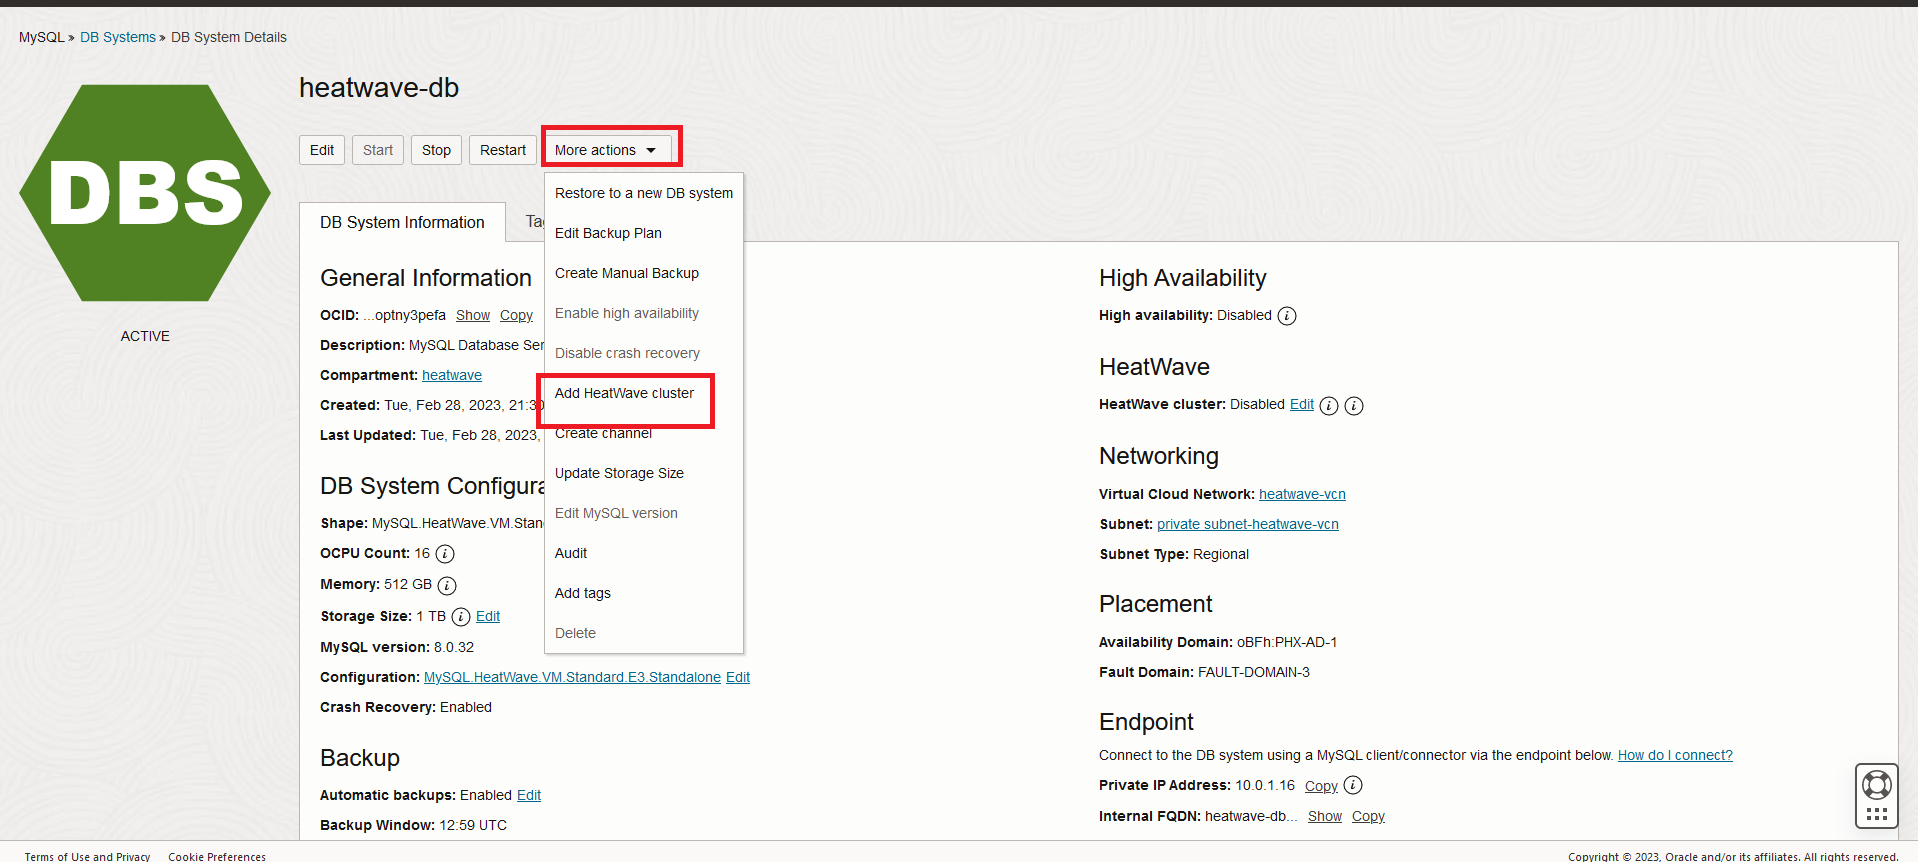 MySQL » DB Systems » DB System Details
heatwave-db
DBS
ACTIVE
Edit Start Stop Restart More actions
Restore to a new DB system
Edit Backup Plan
Create Manual Backup
Enable high availability
Disable crash recovery
Add HeatWave cluster
Create channel
Update Storage Size
Edit MySQL version
Audit
Add tags
Delete
DB System Information
General Information
OCID: ...optny3pefa Show Copy
Description: MySQL Database Ser
Compartment: heatwave
Created: Tue, Feb 28, 2023, 21:30
Last Updated: Tue, Feb 28, 2023,
DB System Configura
Shape: MySQL.HeatWave.VM.Stan
OCPU Count: 16
Memory: 512 GB
Storage Size: 1 TB Edit
MySQL version: 8.0.32
Configuration: MySQL.HeatWave.VM.Standard.E3.Standalone Edit
Crash Recovery: Enabled
Backup
Automatic backups: Enabled Edit
Backup Window: 12:59 UTC
High Availability
High availability: Disabled
HeatWave
HeatWave cluster: Disabled Edit
Networking
Virtual Cloud Network: heatwave-vcn
Subnet: private subnet-heatwave-vcn
Subnet Type: Regional
Placement
Availability Domain: oBFh:PHX-AD-1
Fault Domain: FAULT-DOMAIN-3
Endpoint
Connect to the DB system using a MySQL client/connector via the endpoint below. How do I connect?
Private IP Address: 10.0.1.16 Copy
Internal FQDN: heatwave-db... Show Copy
Terms of Use and Privacy Cookie Preferences
Copyright © 2023, Oracle and/or its affiliates. All rights reserved.